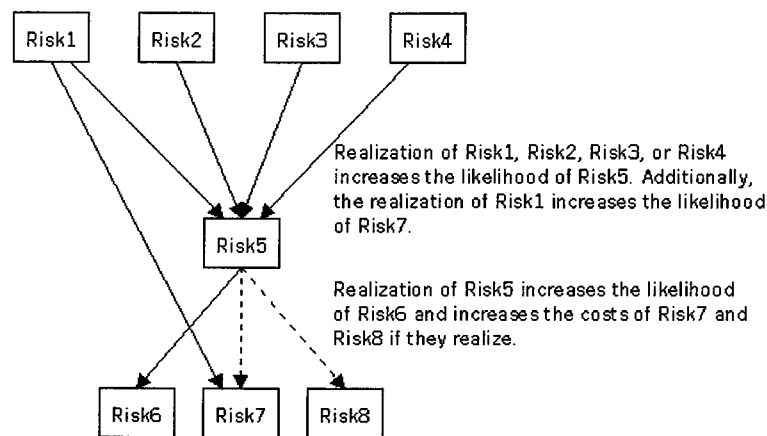 Risk1
Risk2
Risk3
Risk4
Realization of Risk1, Risk2, Risk3, or Risk4
increases the likelihood of Risk5. Additionally,
the realization of Risk1 increases the likelihood
of Risk7.
Risk5
Realization of Risk5 increases the likelihood
of Risk6 and increases the costs of Risk7 and
Risk8 if they realize.
Risk6
Risk7
Risk8